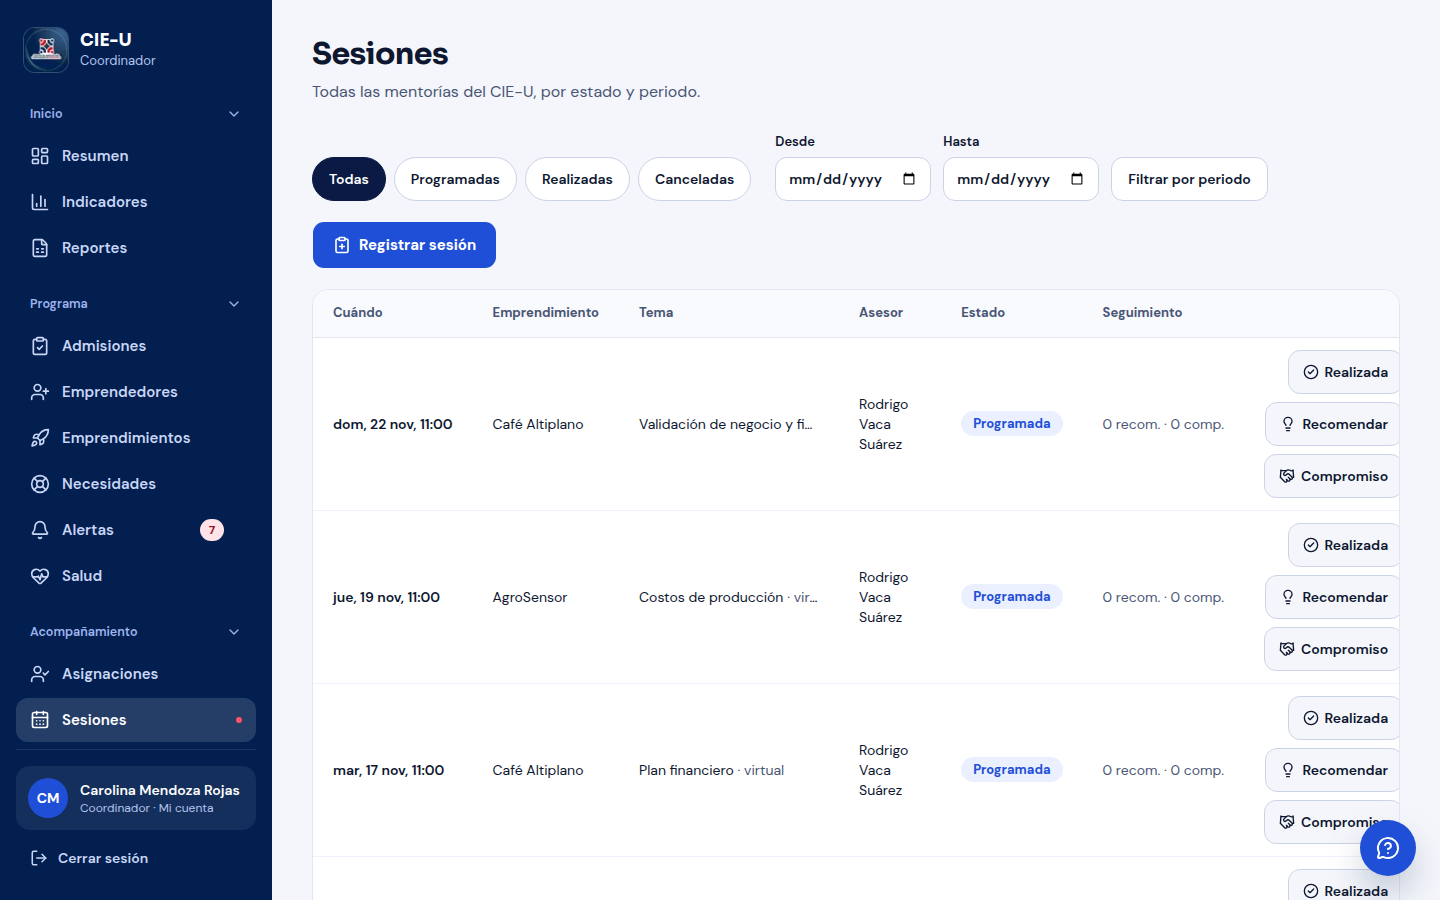 CIE-U
Coordinador
Inicio
Resumen
Indicadores
Reportes
Programa
Admisiones
Emprendedores
Emprendimientos
Necesidades
Alertas 7
Salud
Acompañamiento
Asignaciones
Sesiones
CM
Carolina Mendoza Rojas
Coordinador · Mi cuenta
Cerrar sesión
Sesiones
Todas las mentorías del CIE-U, por estado y periodo.
Desde Hasta
Todas Programadas Realizadas Canceladas mm/dd/yyyy mm/dd/yyyy Filtrar por periodo
Registrar sesión
Cuándo Emprendimiento Tema Asesor Estado Seguimiento
dom, 22 nov, 11:00 Café Altiplano Validación de negocio y fi… Rodrigo Vaca Suárez Programada 0 recom. · 0 comp.
Realizada
Recomendar
Compromiso
jue, 19 nov, 11:00 AgroSensor Costos de producción · vir… Rodrigo Vaca Suárez Programada 0 recom. · 0 comp.
Realizada
Recomendar
Compromiso
mar, 17 nov, 11:00 Café Altiplano Plan financiero · virtual Rodrigo Vaca Suárez Programada 0 recom. · 0 comp.
Realizada
Recomendar
Compromiso
Realizada